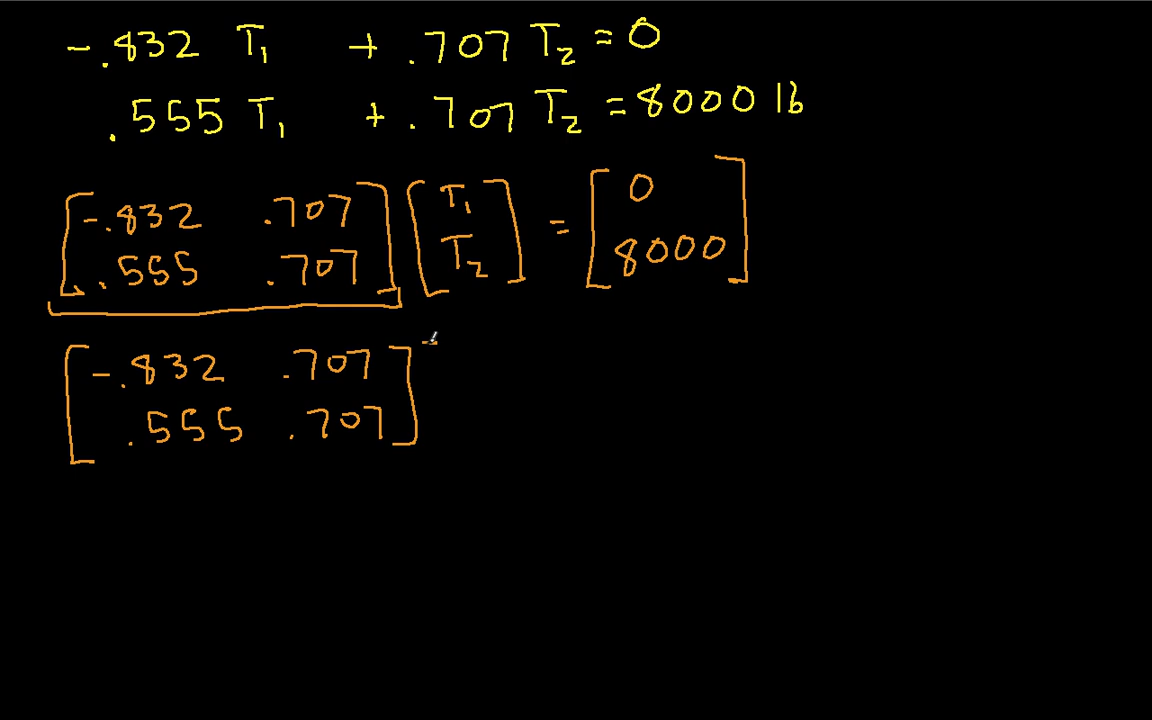 -.832 T₁ + .707 T₂ = 0
.555 T₁ + .707 T₂ = 8000 lb
[-.832 .707] [T₁] = [0]
[.555 .707] [T₂] [8000]
[-.832 .707]⁻
[.555 .707]